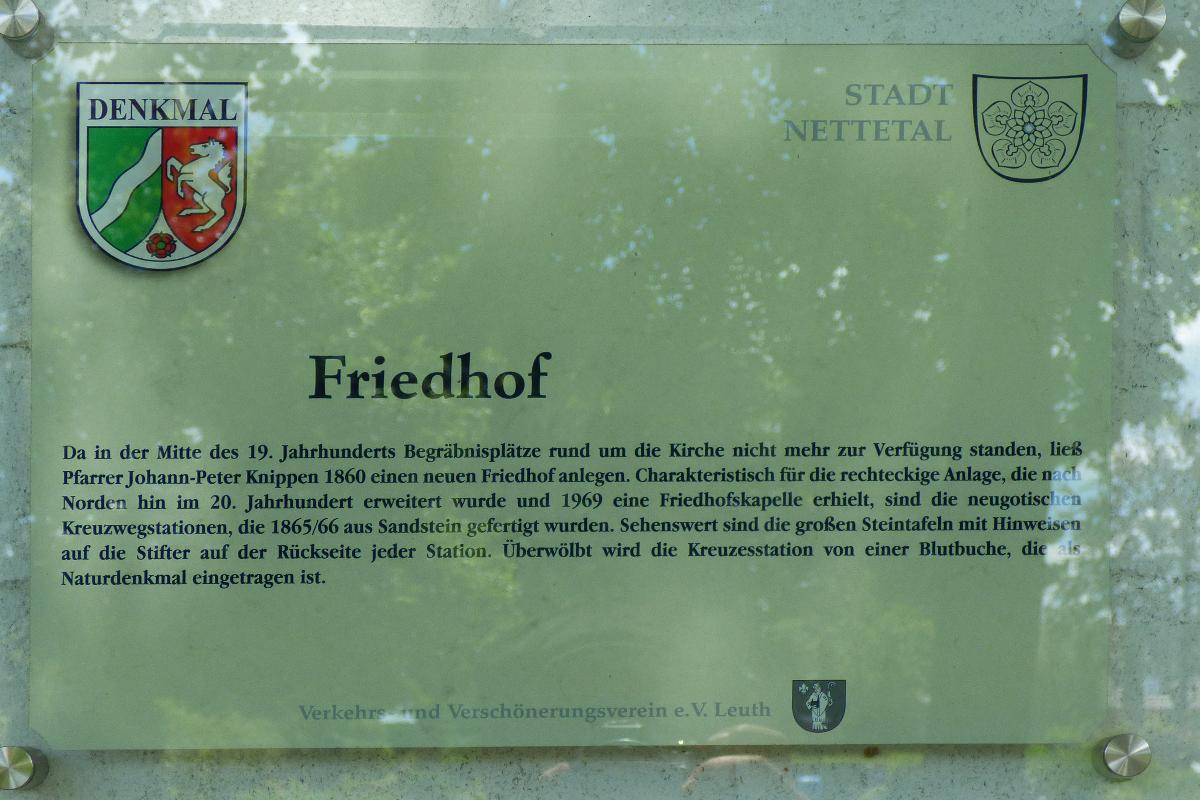 DENKMAL
STADT
NETTETAL
Friedhof
Da in der Mitte des 19. Jahrhunderts Begräbnisplätze rund um die Kirche nicht mehr zur Verfügung standen, ließ
Pfarrer Johann-Peter Knippen 1860 einen neuen Friedhof anlegen. Charakteristisch für die rechteckige Anlage, die nach
Norden hin im 20. Jahrhundert erweitert wurde und 1969 eine Friedhofskapelle erhielt, sind die neugotischen
Kreuzwegstationen, die 1865/66 aus Sandstein gefertigt wurden. Sehenswert sind die großen Steintafeln mit Hinweisen
auf die Stifter auf der Rückseite jeder Station. Überwölbt wird die Kreuzesstation von einer Blutbuche, die als
Naturdenkmal eingetragen ist.
Verkehrs- und Verschönerungsverein e.V. Leuth